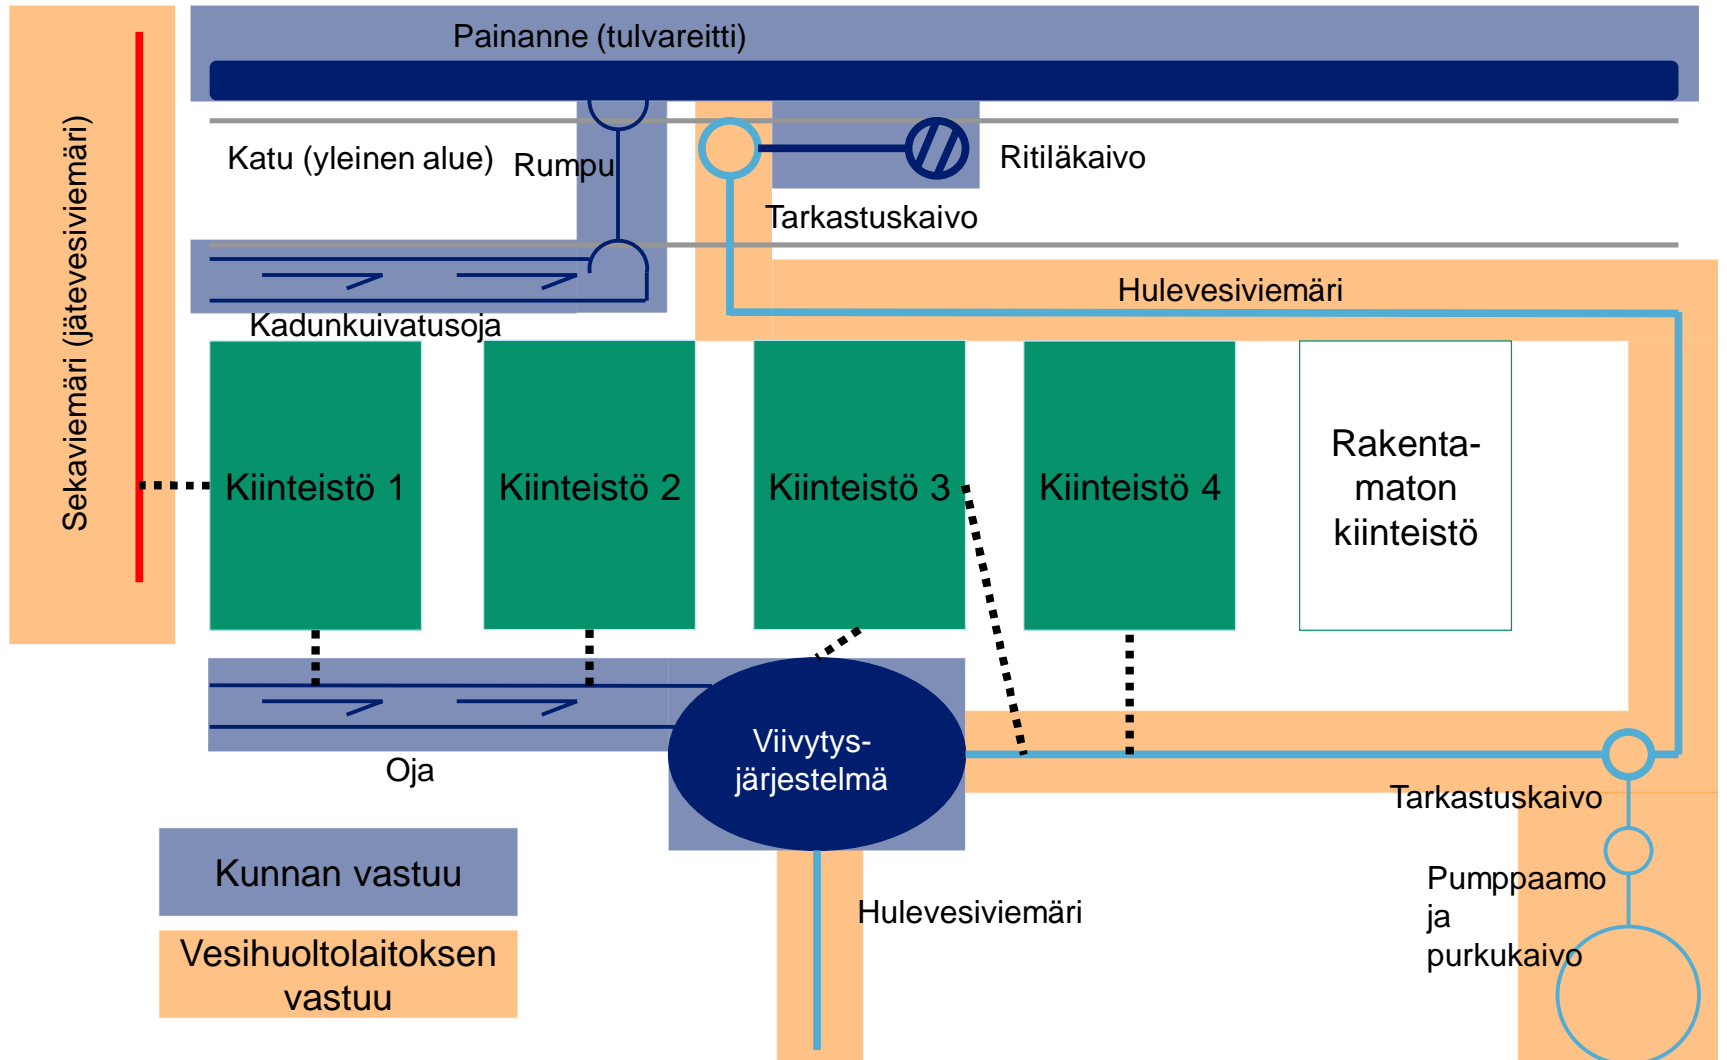 Painanne (tulvareitti)
Sekaviemäri (jätevesiviemäri)
Katu (yleinen alue)
Rumpu
Ritiläkaivo
Tarkastuskaivo
Hulevesiviemäri
Kadunkuivatusoja
Kiinteistö 1
Kiinteistö 2
Kiinteistö 3
Kiinteistö 4
Rakenta-
maton
kiinteistö
Viivytys-
järjestelmä
Oja
Tarkastuskaivo
Kunnan vastuu
Pumppaamo
ja
purkukaivo
Hulevesiviemäri
Vesihuoltolaitoksen
vastuu